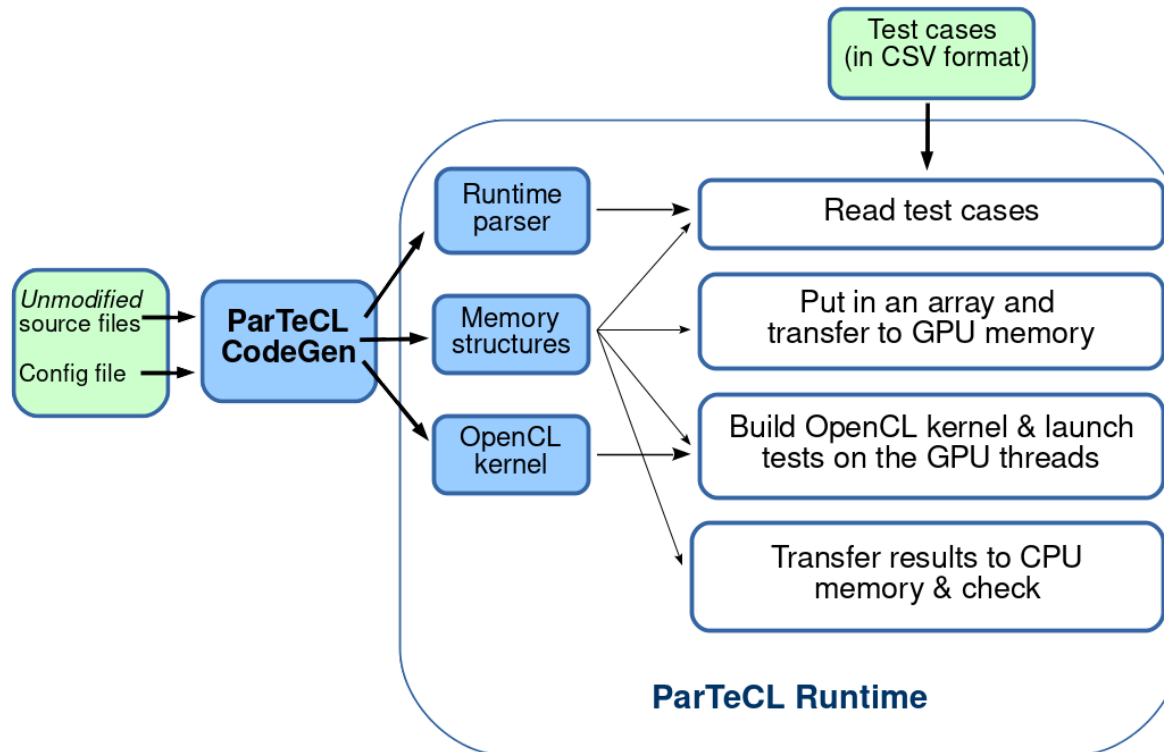 Test cases
(in CSV format)
Runtime
parser
Read test cases
Unmodified
source files
Config file
ParTeCL
CodeGen
Memory
structures
Put in an array and
transfer to GPU memory
OpenCL
kernel
Build OpenCL kernel & launch
tests on the GPU threads
Transfer results to CPU
memory & check
ParTeCL Runtime